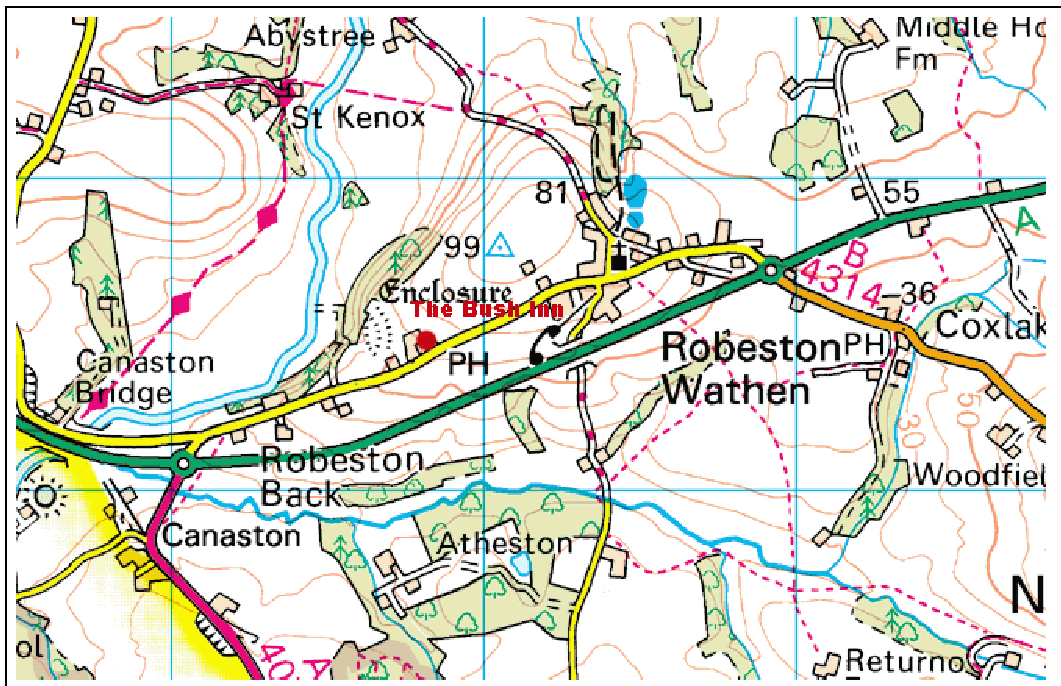 Abystree
Middle Ho
Fm
St Kenox
81
55
A
99
B
4314
Enclosure
The Bush Inn
36
Coxlak
Canaston
Bridge
PH
Robeston
Wathen
PH
50
30
Robeston
Back
Woodfiel
Canaston
Atheston
N
ol
40
A
Returno